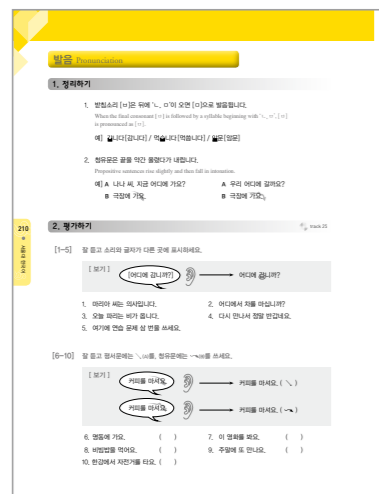 발음 Pronunciation
1. 정리하기
1. 받침소리 [ㅂ]은 뒤에 'ㄴ, ㅁ'이 오면 [ㅁ]으로 발음합니다.
When the final consonant [ㅂ] is followed by a syllable beginning with 'ㄴ, ㅁ', [ㅂ]
is pronounced as [ㅁ].
예) 갑니다[감니다] / 먹습니다[먹씀니다] / 입문[임문]
2. 청유문은 끝을 약간 올렸다가 내립니다.
Propositive sentences rise slightly and then fall in intonation.
예) A 나나 씨, 지금 어디에 가요? A 우리 어디에 갈까요?
B 극장에 가요. B 극장에 가요.
210
서울대 한국어
2. 평가하기
track 25
[1~5] 잘 듣고 소리와 글자가 다른 곳에 표시하세요.
[보기] [어디에 감니까?] 어디에 갑니까?
1. 마리아 씨는 의사입니다. 2. 어디에서 차를 마십니까?
3. 오늘 파리는 비가 옵니다. 4. 다시 만나서 정말 반갑네요.
5. 여기에 연습 문제 삼 번을 쓰세요.
[6~10] 잘 듣고 평서문에는 ↘(A)를, 청유문에는 (B)를 쓰세요.
[보기] 커피를 마셔요. 커피를 마셔요. (↘)
커피를 마셔요. 커피를 마셔요. ( )
6. 명동에 가요. ( ) 7. 이 영화를 봐요. ( )
8. 비빔밥을 먹어요. ( ) 9. 주말에 또 만나요. ( )
10. 한강에서 자전거를 타요. ( )